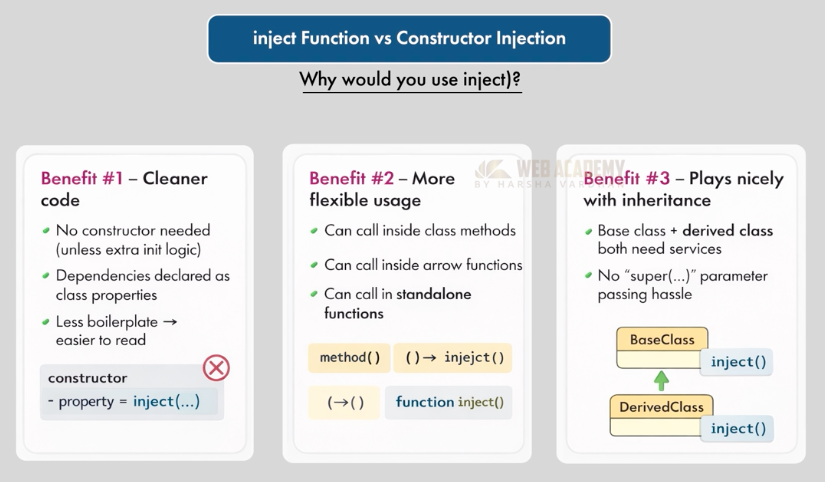 inject Function vs Constructor Injection
Why would you use inject)?
WEB ACADEMY
BY HARSHA
Benefit #1 – Cleaner
code
No constructor needed
(unless extra init logic)
Dependencies declared as
class properties
Less boilerplate →
easier to read
constructor
- property = inject(...)
Benefit #2 – More
flexible usage
Can call inside class methods
Can call inside arrow functions
Can call in standalone
functions
method()
()→ injejct()
(→()
function inject()
Benefit #3 – Plays nicely
with inheritance
Base class + derived class
both need services
No “super(...)” parameter
passing hassle
BaseClass
inject()
DerivedClass
inject()